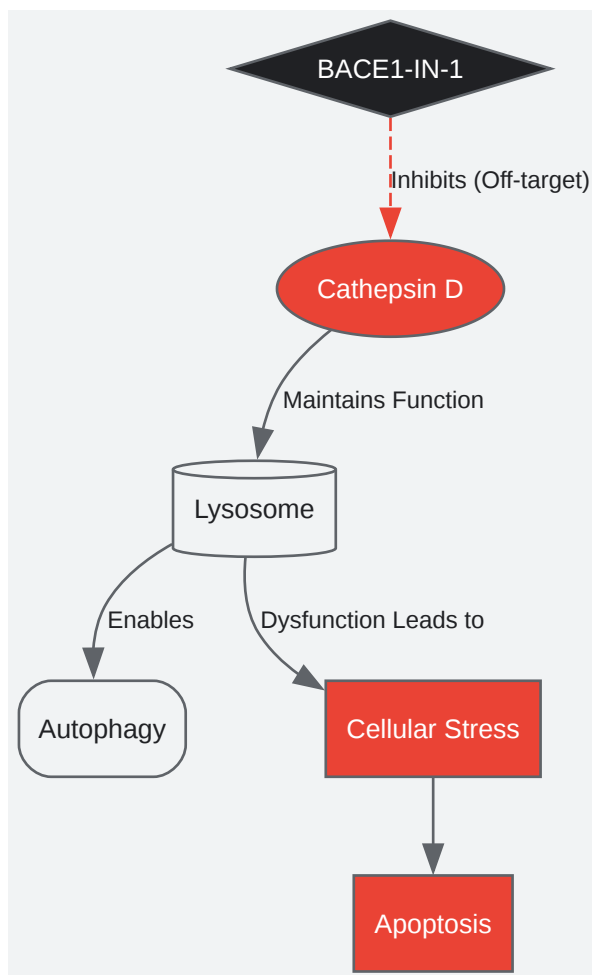 BACE1-IN-1
Inhibits (Off-target)
Cathepsin D
Maintains Function
Lysosome
Enables
Dysfunction Leads to
Autophagy
Cellular Stress
Apoptosis